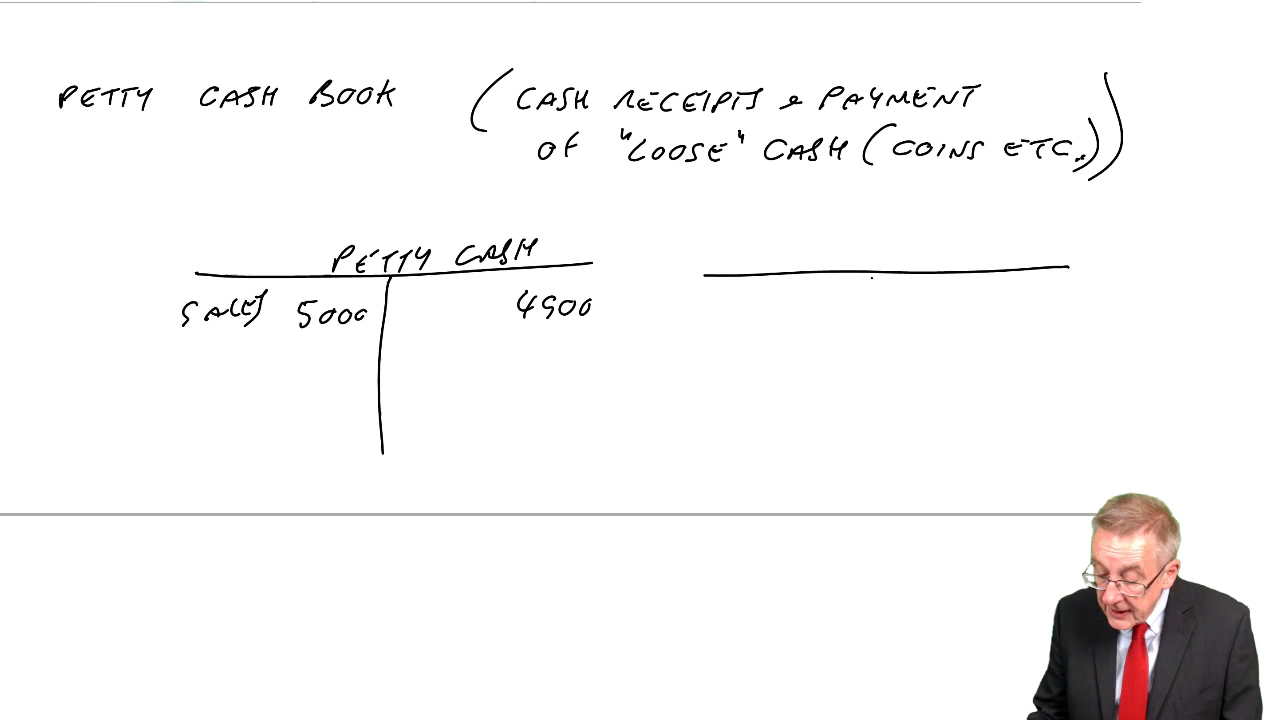 PETTY CASH BOOK (CASH RECEIPTS & PAYMENT
OF "LOOSE" CASH (COINS ETC.))
PETTY CASH
SALES 5000 4900